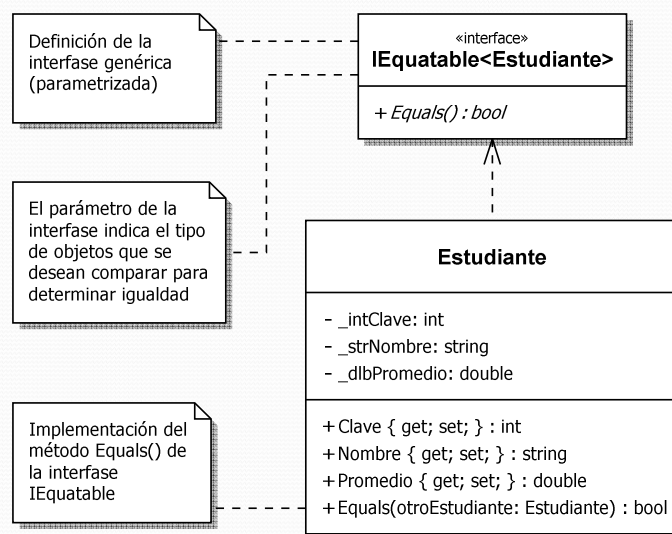 Definición de la
interfase genérica
(parametrizada)
«interface»
IEquatable<Estudiante>
+ Equals() : bool
El parámetro de la
interfase indica el tipo
de objetos que se
desean comparar para
determinar igualdad
Estudiante
- _intClave: int
- _strNombre: string
- _dlbPromedio: double
+ Clave { get; set; } : int
+ Nombre { get; set; } : string
+ Promedio { get; set; } : double
+ Equals(otroEstudiante: Estudiante) : bool
Implementación del
método Equals() de
la interfase
IEquatable